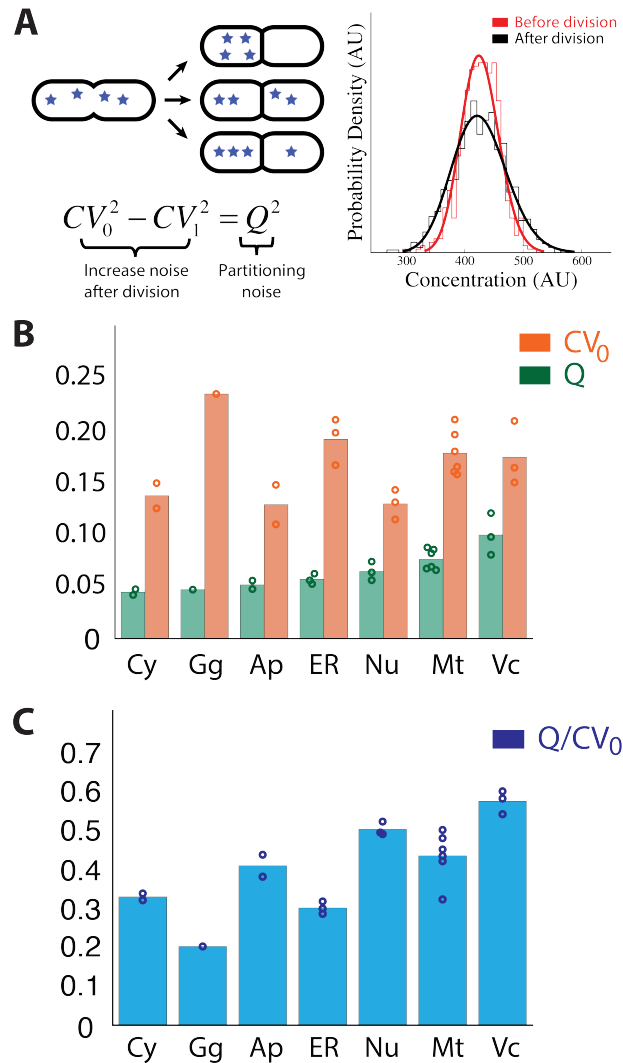 A
Before division
After division
Probability Density (AU)
300 400 500 600
Concentration (AU)
CV₀² − CV₁² = Q²
Increase noise
after division
Partitioning
noise
B
CV₀
Q
0.25
0.20
0.15
0.10
0.05
0
Cy Gg Ap ER Nu Mt Vc
C
Q/CV₀
0.7
0.6
0.5
0.4
0.3
0.2
0.1
0
Cy Gg Ap ER Nu Mt Vc